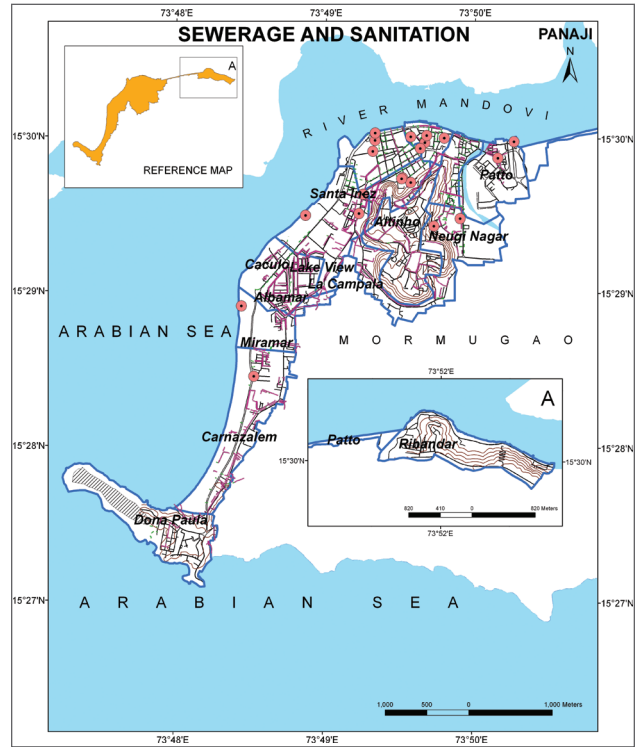 73°48'E 73°49'E 73°50'E
SEWERAGE AND SANITATION
PANAJI
N
A
REFERENCE MAP
RIVER MANDOVI
15°30'N 15°30'N
Patto
Santa Inez
Altinho
Neugi Nagar
Caculo
Lake View
La Campala
15°29'N 15°29'N
Albamar
ARABIAN SEA
MORMUGAO
Miramar
73°52'E
A
Carnazalem
Patto
Ribandar
15°28'N 15°28'N
15°30'N 15°30'N
820 410 0 820 Meters
73°52'E
Dona Paula
15°27'N 15°27'N
ARABIAN SEA
1,000 500 0 1,000 Meters
73°48'E 73°49'E 73°50'E